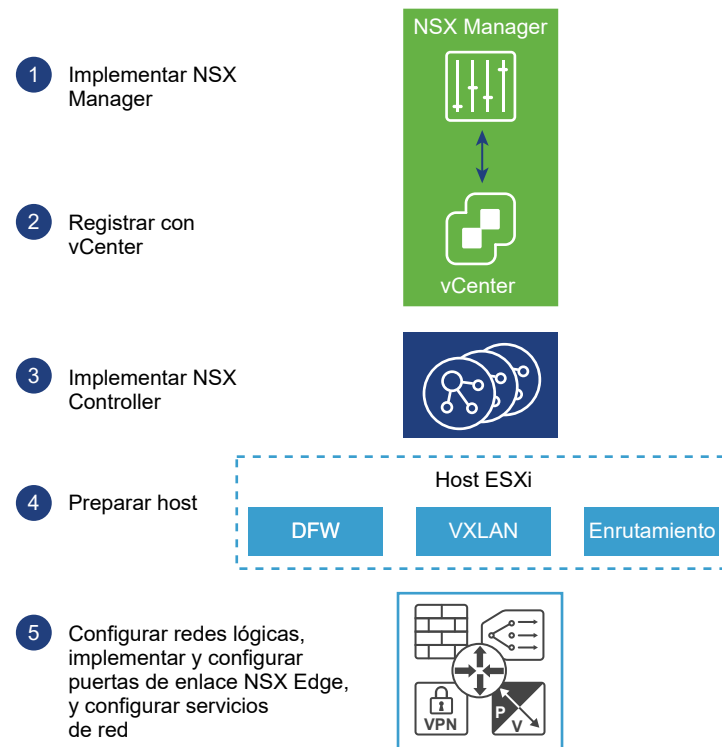 NSX Manager
1
Implementar NSX
Manager
2
Registrar con
vCenter
vCenter
3
Implementar NSX
Controller
Host ESXi
4
Preparar host
DFW
VXLAN
Enrutamiento
5
Configurar redes lógicas,
implementar y configurar
puertas de enlace NSX Edge,
y configurar servicios
de red
VPN
P
V